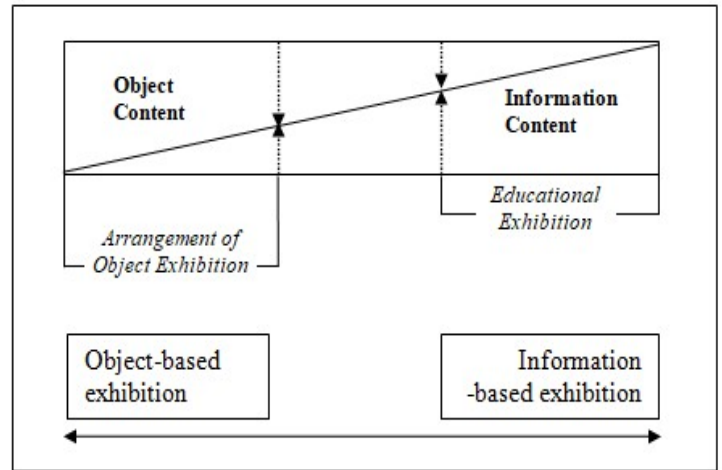 Object
Content
Information
Content
Educational
Exhibition
Arrangement of
Object Exhibition
Object-based
exhibition
Information
-based exhibition